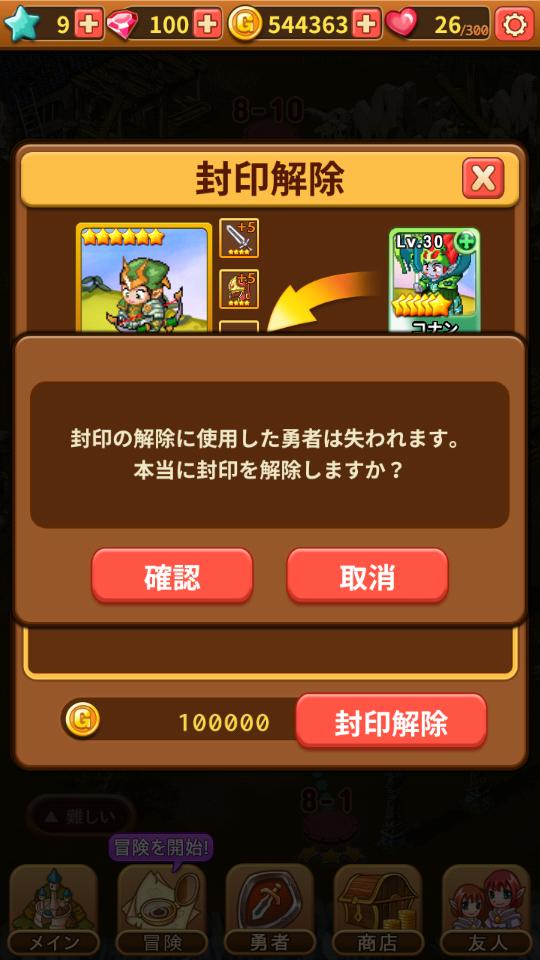 9
100
544363
26/300
8-10
封印解除
+5
Lv.30
+5
コナン
封印の解除に使用した勇者は失われます。
本当に封印を解除しますか？
確認
取消
100000
封印解除
8-1
▲ 難しい
冒険を開始!
メイン
冒険
勇者
商店
友人